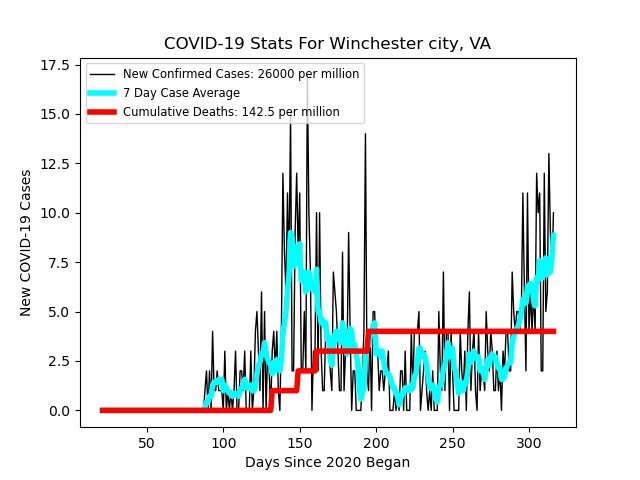 COVID-19 Stats For Winchester city, VA
New Confirmed Cases: 26000 per million
7 Day Case Average
Cumulative Deaths: 142.5 per million
New COVID-19 Cases
17.5
15.0
12.5
10.0
7.5
5.0
2.5
0.0
50 100 150 200 250 300
Days Since 2020 Began